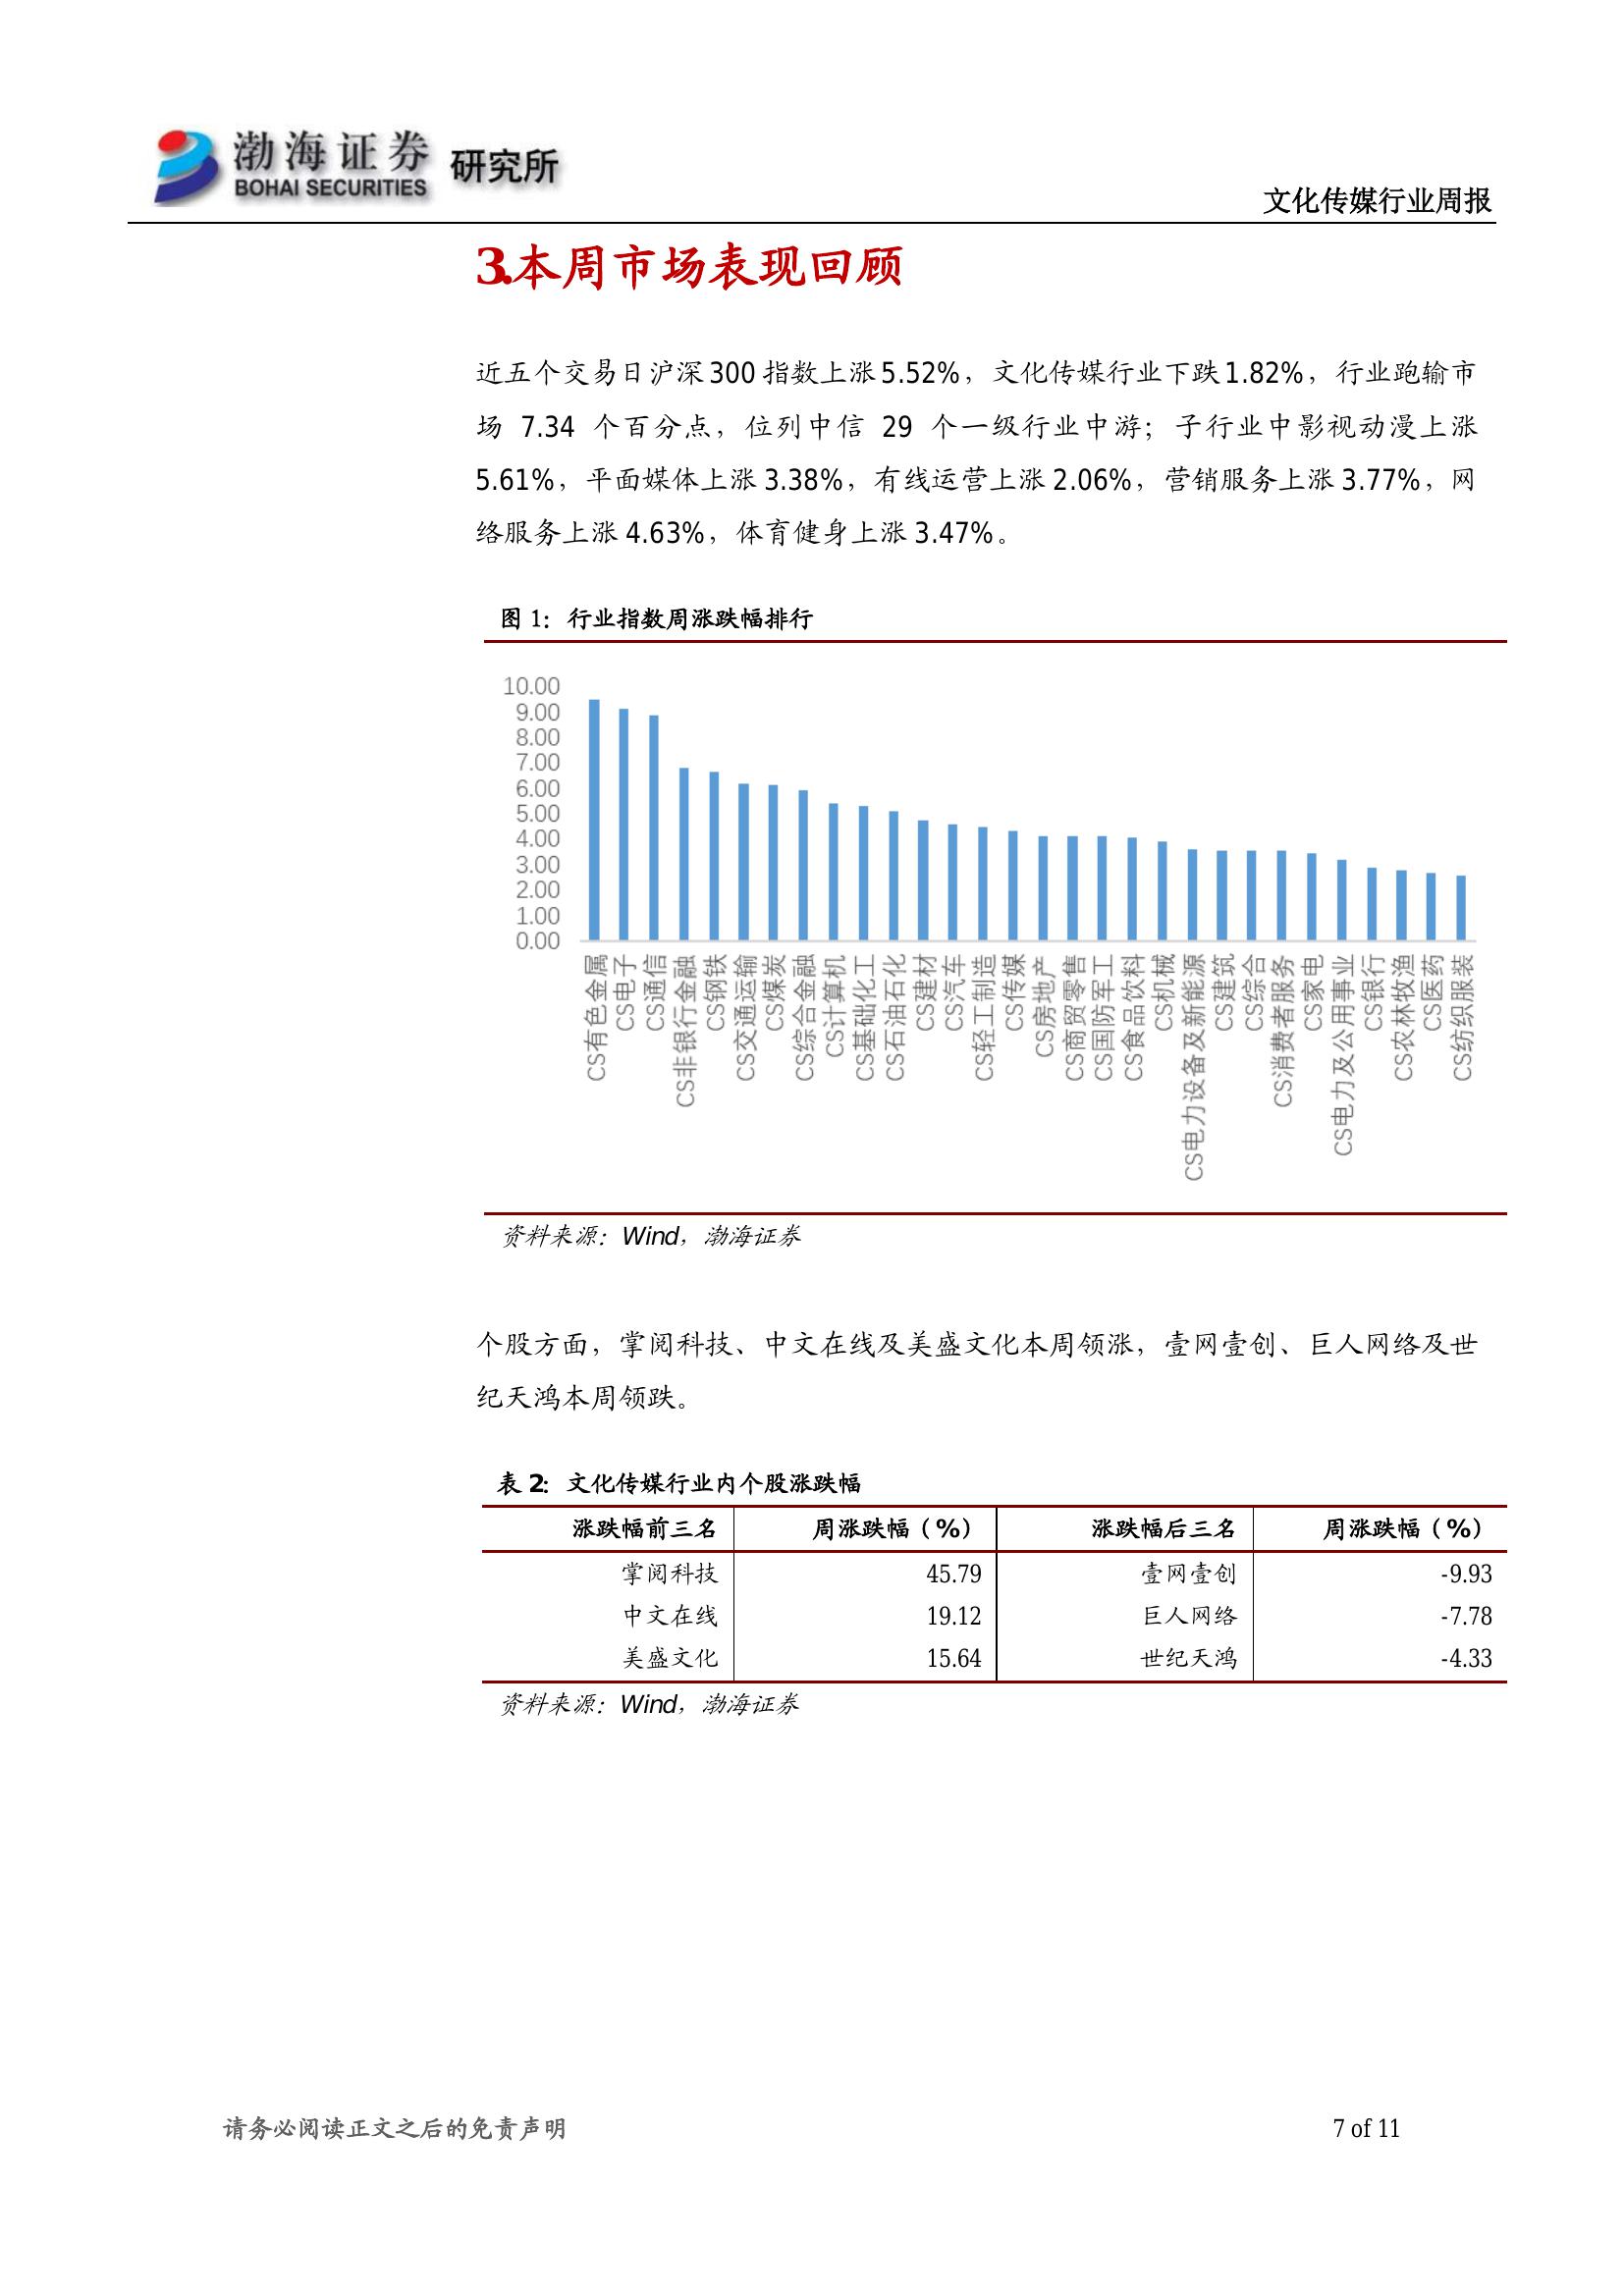 渤海证券 研究所
BOHAI SECURITIES
文化传媒行业周报
3.本周市场表现回顾
近五个交易日沪深 300 指数上涨 5.52%，文化传媒行业下跌 1.82%，行业跑输市
场 7.34 个百分点，位列中信 29 个一级行业中游；子行业中影视动漫上涨
5.61%，平面媒体上涨 3.38%，有线运营上涨 2.06%，营销服务上涨 3.77%，网
络服务上涨 4.63%，体育健身上涨 3.47%。
图 1：行业指数周涨跌幅排行
10.00
9.00
8.00
7.00
6.00
5.00
4.00
3.00
2.00
1.00
0.00
CS有色金属
CS电子
CS通信
CS非银行金融
CS钢铁
CS交通运输
CS煤炭
CS综合金融
CS计算机
CS基础化工
CS石油石化
CS建材
CS汽车
CS轻工制造
CS传媒
CS房地产
CS商贸零售
CS国防军工
CS食品饮料
CS机械
CS电力设备及新能源
CS建筑
CS综合
CS消费者服务
CS家电
CS电力及公用事业
CS银行
CS农林牧渔
CS医药
CS纺织服装
资料来源：Wind，渤海证券
个股方面，掌阅科技、中文在线及美盛文化本周领涨，壹网壹创、巨人网络及世
纪天鸿本周领跌。
表 2：文化传媒行业内个股涨跌幅
涨跌幅前三名 周涨跌幅（%） 涨跌幅后三名 周涨跌幅（%）
掌阅科技 45.79 壹网壹创 -9.93
中文在线 19.12 巨人网络 -7.78
美盛文化 15.64 世纪天鸿 -4.33
资料来源：Wind，渤海证券
请务必阅读正文之后的免责声明 7 of 11